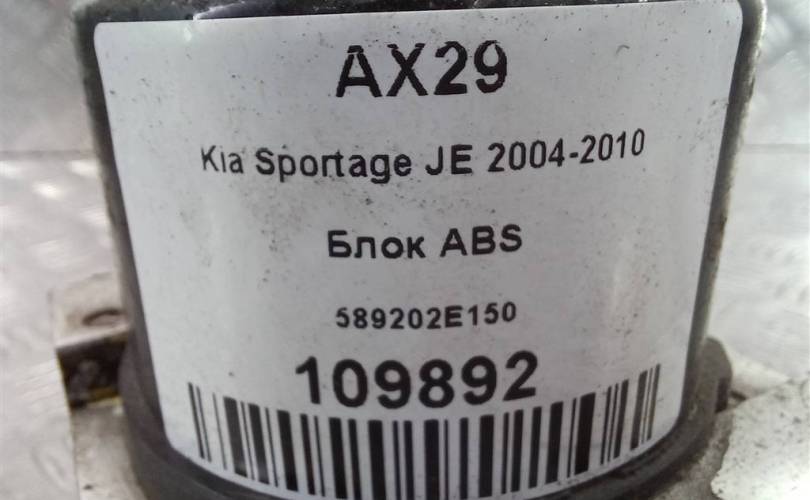 AX29
Kia Sportage JE 2004-2010
Блок ABS
589202E150
109892